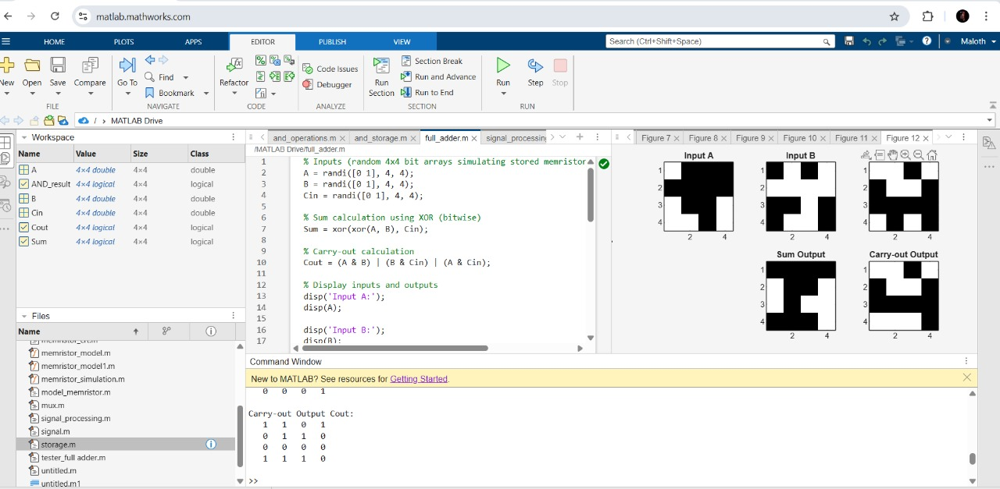 matlab.mathworks.com
HOME PLOTS APPS EDITOR PUBLISH VIEW Search (Ctrl+Shift+Space) Maloth
New Open Save Compare Go To Find Bookmark Refactor Code Issues Debugger Run Section Section Break Run and Advance Run to End Run Step Stop
FILE NAVIGATE CODE ANALYZE SECTION RUN
/ › MATLAB Drive
Workspace
Name Value Size Class
A 4×4 double 4×4 double
AND_result 4×4 logical 4×4 logical
B 4×4 double 4×4 double
Cin 4×4 double 4×4 double
Cout 4×4 logical 4×4 logical
Sum 4×4 logical 4×4 logical
Files
Name
memristor_model.m
memristor_model1.m
memristor_simulation.m
model_memristor.m
mux.m
signal_processing.m
signal.m
storage.m
tester_full adder.m
untitled.m
untitled.m1
and_operations.m and_storage.m full_adder.m signal_processing
/MATLAB Drive/full_adder.m
1 % Inputs (random 4x4 bit arrays simulating stored memristor
2 A = randi([0 1], 4, 4);
3 B = randi([0 1], 4, 4);
4 Cin = randi([0 1], 4, 4);
5
6 % Sum calculation using XOR (bitwise)
7 Sum = xor(xor(A, B), Cin);
8
9 % Carry-out calculation
10 Cout = (A & B) | (B & Cin) | (A & Cin);
11
12 % Display inputs and outputs
13 disp('Input A:');
14 disp(A);
15
16 disp('Input B:');
17 disp(B);
Figure 7 Figure 8 Figure 9 Figure 10 Figure 11 Figure 12
Input A Input B
1 1 1
2 2 2
3 3 3
4 4 4
2 4 2 4 2 4
Sum Output Carry-out Output
1 1
2 2
3 3
4 4
2 4 2 4
Command Window
New to MATLAB? See resources for Getting Started.
0 0 0 1
Carry-out Output Cout:
1 1 0 1
0 1 1 0
0 0 0 0
1 1 1 0
>>